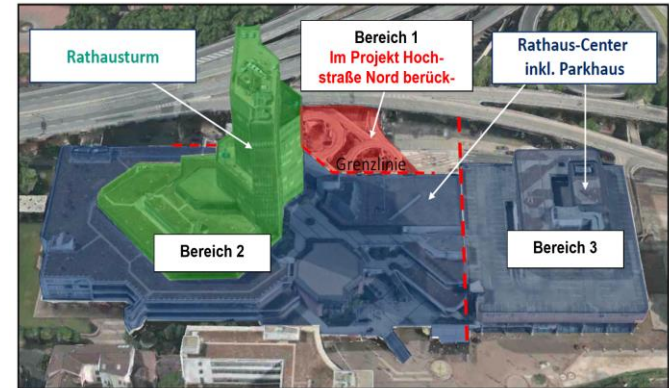 Rathausturm
Bereich 1
Im Projekt Hoch-
straße Nord berück-
Rathaus-Center
inkl. Parkhaus
Grenzlinie
Bereich 2
Bereich 3